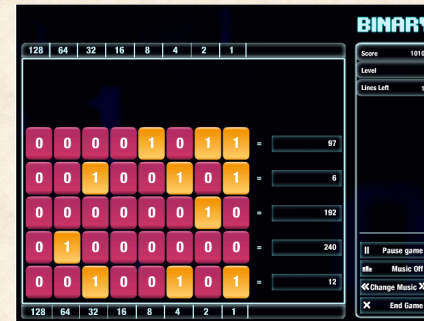 BINARY
128 64 32 16 8 4 2 1
Score 1010
Level
Lines Left 1
0 0 0 0 1 0 1 1 = 97
0 0 1 0 0 1 0 1 = 6
0 0 0 0 0 0 1 0 = 192
0 1 0 0 0 0 0 0 = 240
0 0 1 0 0 1 0 1 = 12
Pause game
Music Off
Change Music
End Game
128 64 32 16 8 4 2 1